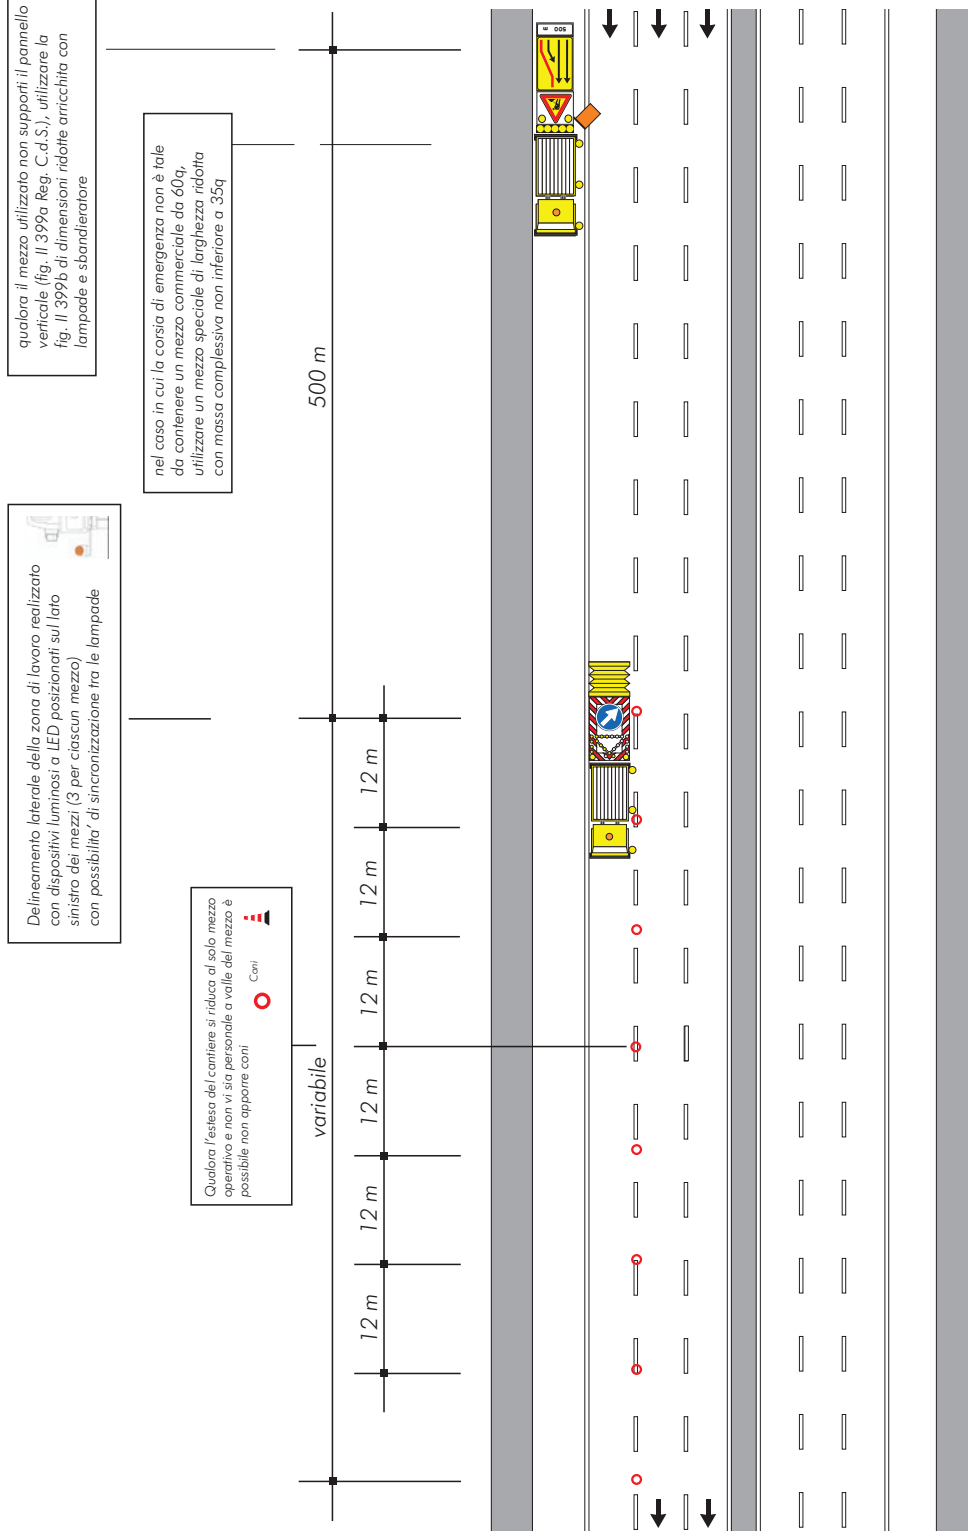 qualora il mezzo utilizzato non supporti il pannello
verticale (fig. II 399a Reg. C.d.S.), utilizzare la
fig. II 399b di dimensioni ridotte arricchita con
lampade e sbandieratore
nel caso in cui la corsia di emergenza non è tale
da contenere un mezzo commerciale da 60q,
utilizzare un mezzo speciale di larghezza ridotta
con massa complessiva non inferiore a 35q
Delineamento laterale della zona di lavoro realizzato
con dispositivi luminosi a LED posizionati sul lato
sinistro dei mezzi (3 per ciascun mezzo)
con possibilita' di sincronizzazione tra le lampade
Qualora l'estesa del cantiere si riduca al solo mezzo
operativo e non vi sia personale a valle del mezzo è
possibile non apporre coni
Coni
500 m
variabile
12 m
12 m
12 m
12 m
12 m
12 m
500
m